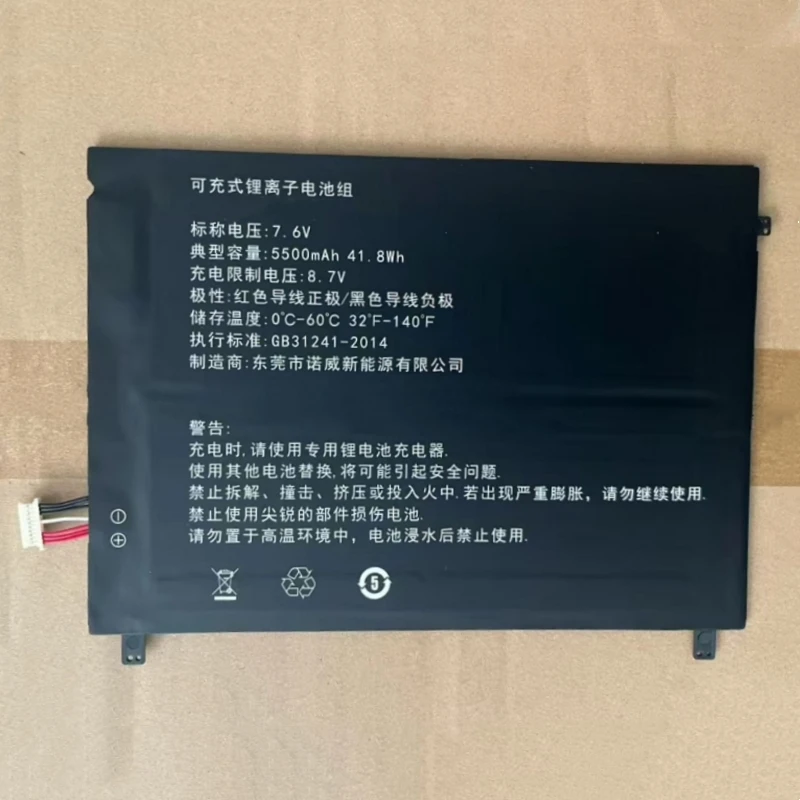 可充式锂离子电池组
标称电压:7.6V
典型容量:5500mAh 41.8Wh
充电限制电压:8.7V
极性:红色导线正极/黑色导线负极
储存温度:0℃-60℃ 32℉-140℉
执行标准:GB31241-2014
制造商:东莞市诺威新能源有限公司
警告:
充电时,请使用专用锂电池充电器.
使用其他电池替换,将可能引起安全问题.
禁止拆解、撞击、挤压或投入火中.若出现严重膨胀，请勿继续使用.
禁止使用尖锐的部件损伤电池.
请勿置于高温环境中，电池浸水后禁止使用.
5